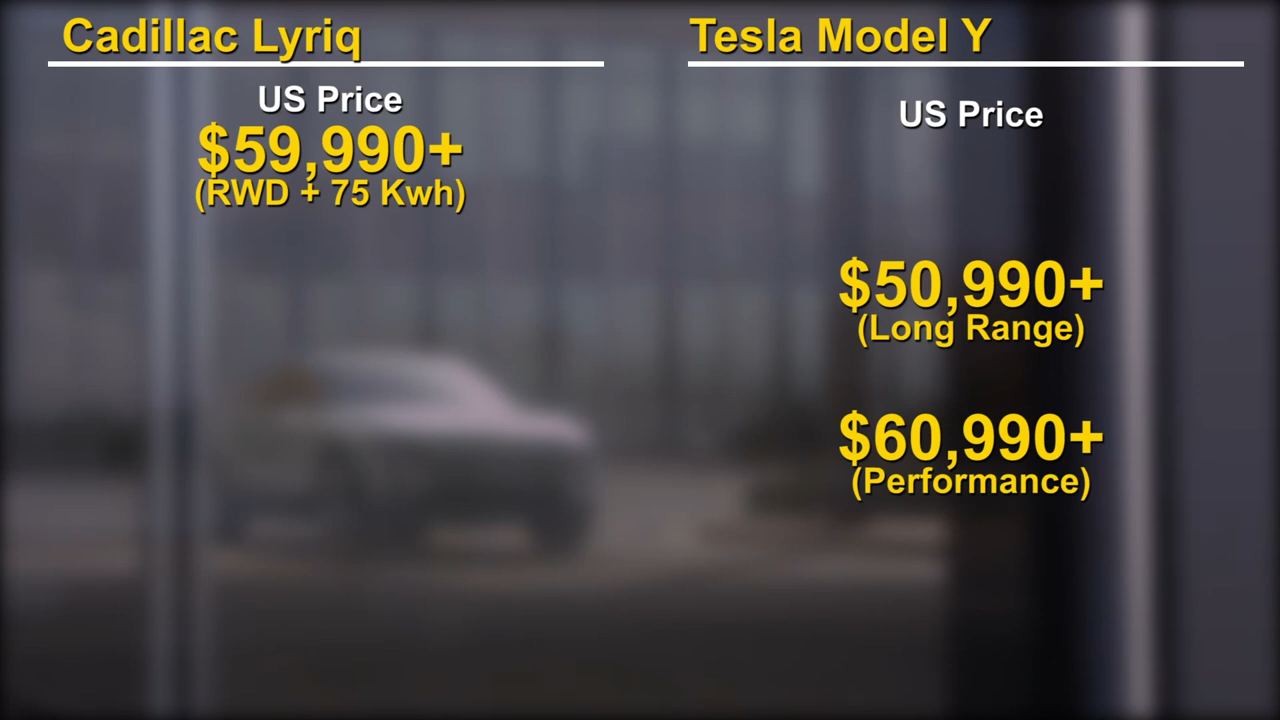 Cadillac Lyriq
US Price
$59,990+
(RWD + 75 Kwh)
Tesla Model Y
US Price
$50,990+
(Long Range)
$60,990+
(Performance)